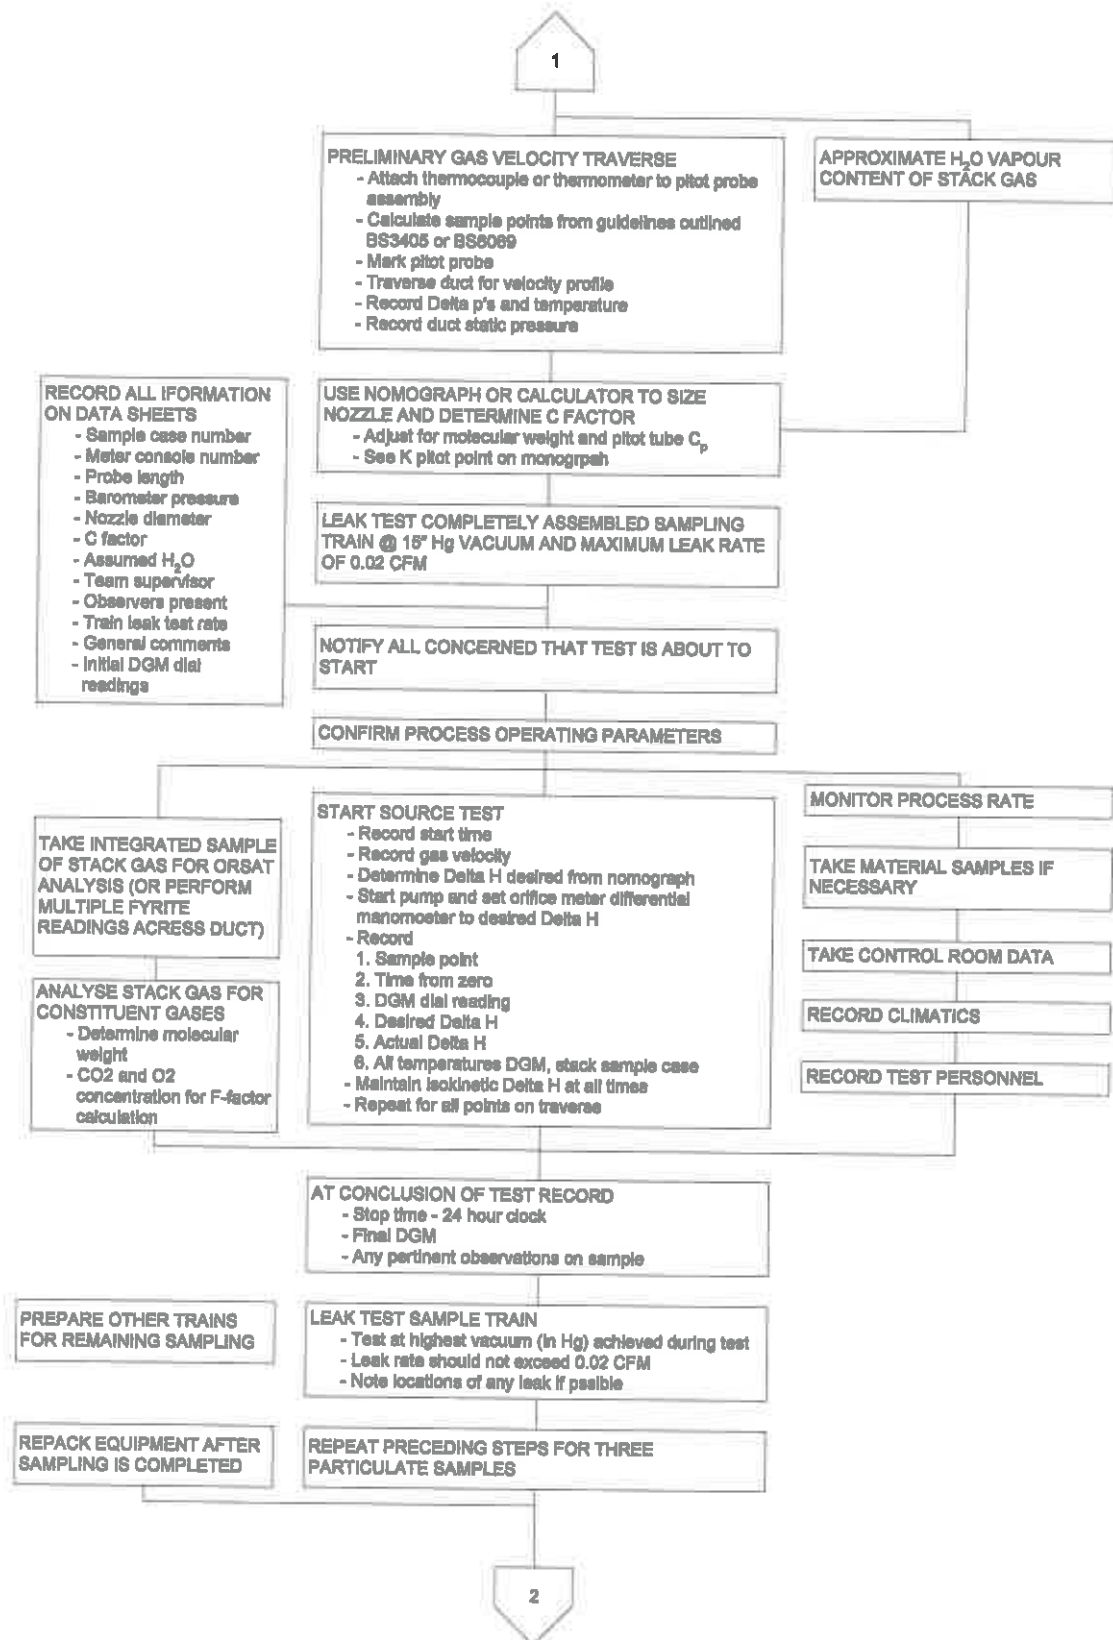 1
PRELIMINARY GAS VELOCITY TRAVERSE
- Attach thermocouple or thermometer to pitot probe
assembly
- Calculate sample points from guidelines outlined
BS3405 or BS6069
- Mark pitot probe
- Traverse duct for velocity profile
- Record Delta p's and temperature
- Record duct static pressure
APPROXIMATE H₂O VAPOUR
CONTENT OF STACK GAS
RECORD ALL IFORMATION
ON DATA SHEETS
- Sample case number
- Meter console number
- Probe length
- Barometer pressure
- Nozzle diameter
- C factor
- Assumed H₂O
- Team supervisor
- Observers present
- Train leak test rate
- General comments
- Initial DGM dial
readings
USE NOMOGRAPH OR CALCULATOR TO SIZE
NOZZLE AND DETERMINE C FACTOR
- Adjust for molecular weight and pitot tube Cp
- See K pitot point on monogrpah
LEAK TEST COMPLETELY ASSEMBLED SAMPLING
TRAIN @ 15" Hg VACUUM AND MAXIMUM LEAK RATE
OF 0.02 CFM
NOTIFY ALL CONCERNED THAT TEST IS ABOUT TO
START
CONFIRM PROCESS OPERATING PARAMETERS
TAKE INTEGRATED SAMPLE
OF STACK GAS FOR ORSAT
ANALYSIS (OR PERFORM
MULTIPLE FYRITE
READINGS ACRESS DUCT)
ANALYSE STACK GAS FOR
CONSTITUENT GASES
- Determine molecular
weight
- CO2 and O2
concentration for F-factor
calculation
START SOURCE TEST
- Record start time
- Record gas velocity
- Determine Delta H desired from nomograph
- Start pump and set orifice meter differential
manomoeter to desired Delta H
- Record
1. Sample point
2. Time from zero
3. DGM dial reading
4. Desired Delta H
5. Actual Delta H
6. All temperatures DGM, stack sample case
- Maintain isokinetic Delta H at all times
- Repeat for all points on traverse
MONITOR PROCESS RATE
TAKE MATERIAL SAMPLES IF
NECESSARY
TAKE CONTROL ROOM DATA
RECORD CLIMATICS
RECORD TEST PERSONNEL
AT CONCLUSION OF TEST RECORD
- Stop time - 24 hour clock
- Final DGM
- Any pertinent observations on sample
PREPARE OTHER TRAINS
FOR REMAINING SAMPLING
LEAK TEST SAMPLE TRAIN
- Test at highest vacuum (in Hg) achieved during test
- Leak rate should not exceed 0.02 CFM
- Note locations of any leak if pssible
REPACK EQUIPMENT AFTER
SAMPLING IS COMPLETED
REPEAT PRECEDING STEPS FOR THREE
PARTICULATE SAMPLES
2